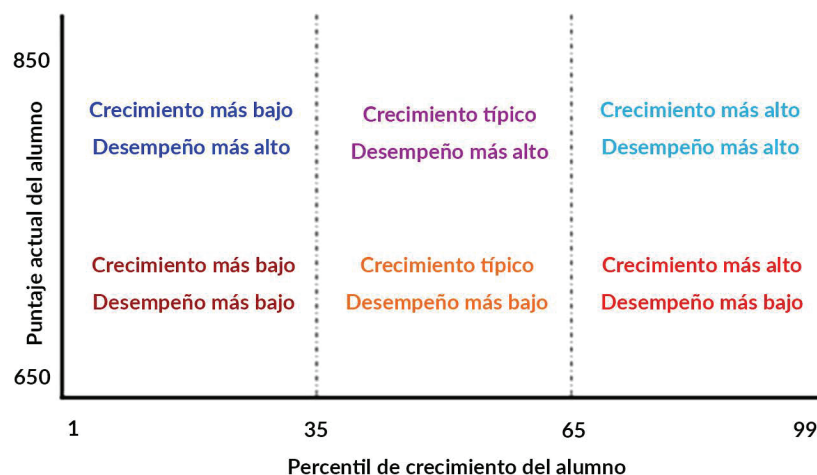 850
Crecimiento más bajo
Desempeño más alto
Crecimiento típico
Desempeño más alto
Crecimiento más alto
Desempeño más alto
Puntaje actual del alumno
Crecimiento más bajo
Desempeño más bajo
Crecimiento típico
Desempeño más bajo
Crecimiento más alto
Desempeño más bajo
650
1 35 65 99
Percentil de crecimiento del alumno